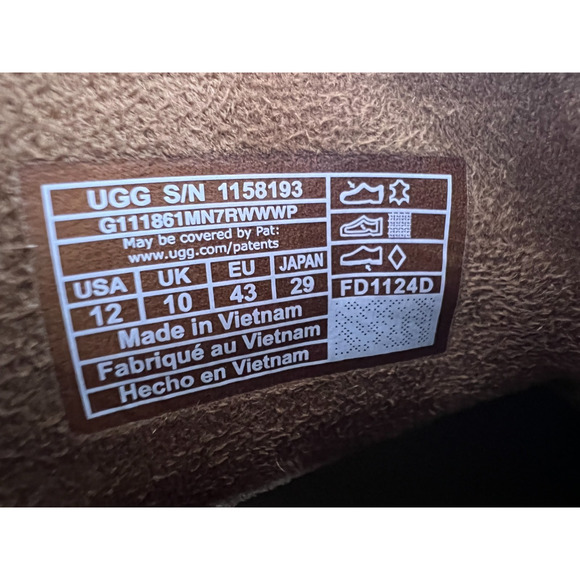 UGG S/N 1158193
G111861MN7RWWWP
May be covered by Pat:
www.ugg.com/patents
USA UK EU JAPAN
12 10 43 29
FD1124D
Made in Vietnam
Fabriqué au Vietnam
Hecho en Vietnam